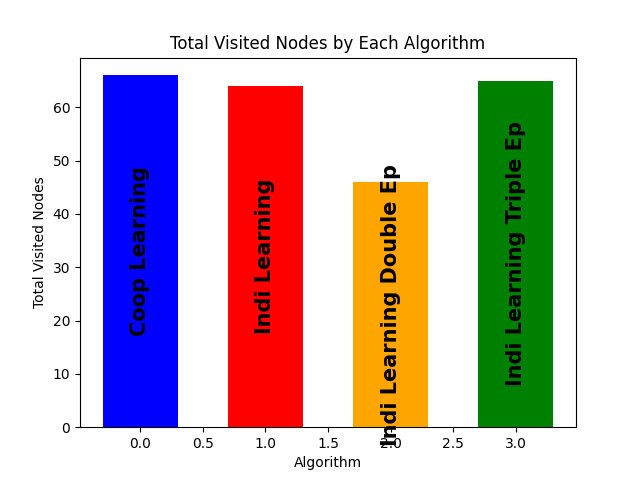 Total Visited Nodes by Each Algorithm
Total Visited Nodes
60
50
40
30
20
10
0
Coop Learning
Indi Learning
Indi Learning Double Ep
Indi Learning Triple Ep
0.0 0.5 1.0 1.5 2.0 2.5 3.0
Algorithm